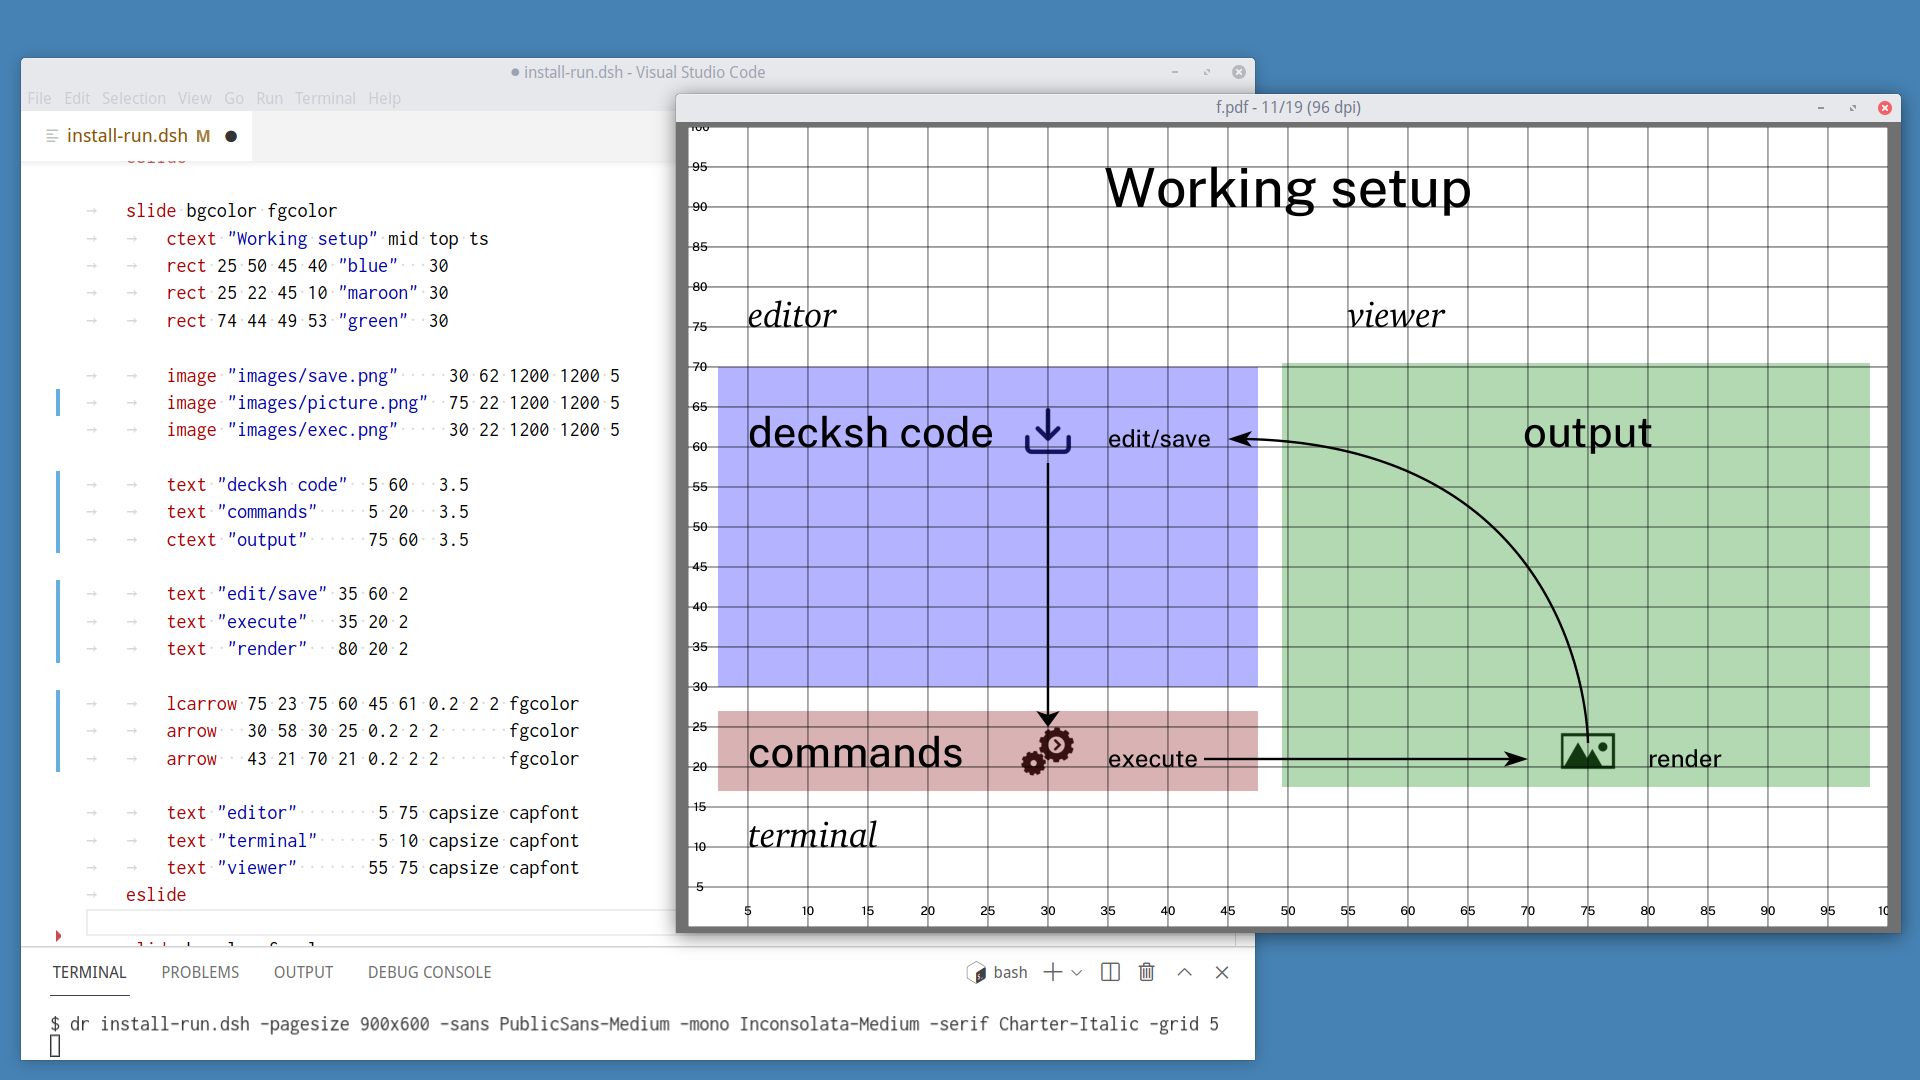 install-run.dsh - Visual Studio Code
File Edit Selection View Go Run Terminal Help
install-run.dsh M
slide bgcolor fgcolor
ctext "Working setup" mid top ts
rect 25 50 45 40 "blue" 30
rect 25 22 45 10 "maroon" 30
rect 74 44 49 53 "green" 30
image "images/save.png" 30 62 1200 1200 5
image "images/picture.png" 75 22 1200 1200 5
image "images/exec.png" 30 22 1200 1200 5
text "decksh code" 5 60 3.5
text "commands" 5 20 3.5
ctext "output" 75 60 3.5
text "edit/save" 35 60 2
text "execute" 35 20 2
text "render" 80 20 2
lcarrow 75 23 75 60 45 61 0.2 2 2 fgcolor
arrow 30 58 30 25 0.2 2 2 fgcolor
arrow 43 21 70 21 0.2 2 2 fgcolor
text "editor" 5 75 capsize capfont
text "terminal" 5 10 capsize capfont
text "viewer" 55 75 capsize capfont
eslide
TERMINAL PROBLEMS OUTPUT DEBUG CONSOLE
bash
$ dr install-run.dsh -pagesize 900x600 -sans PublicSans-Medium -mono Inconsolata-Medium -serif Charter-Italic -grid 5
f.pdf - 11/19 (96 dpi)
100
95
Working setup
90
85
80
editor viewer
75
70
65
decksh code edit/save output
60
55
50
45
40
35
30
25
commands execute render
20
15
terminal
10
5
5 10 15 20 25 30 35 40 45 50 55 60 65 70 75 80 85 90 95